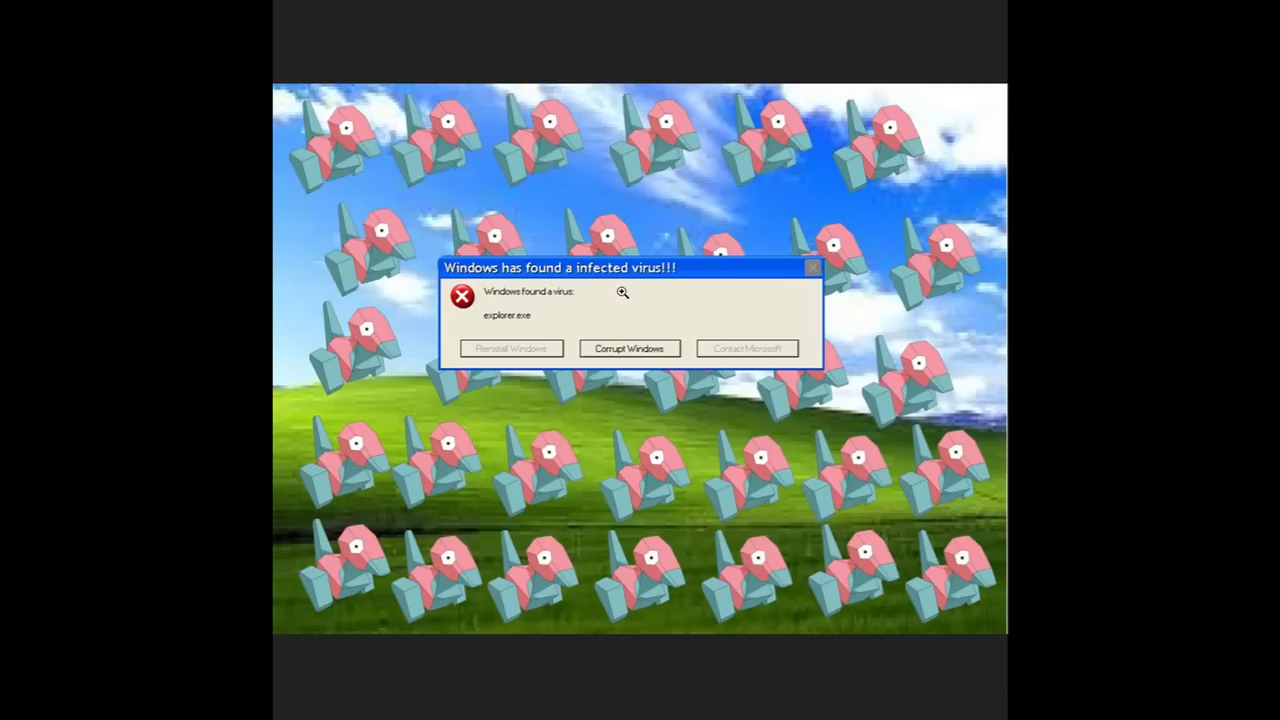 Windows has found a infected virus!!!
Windows found a virus:
explorer.exe
Reinstall Windows Corrupt Windows Contact Microsoft